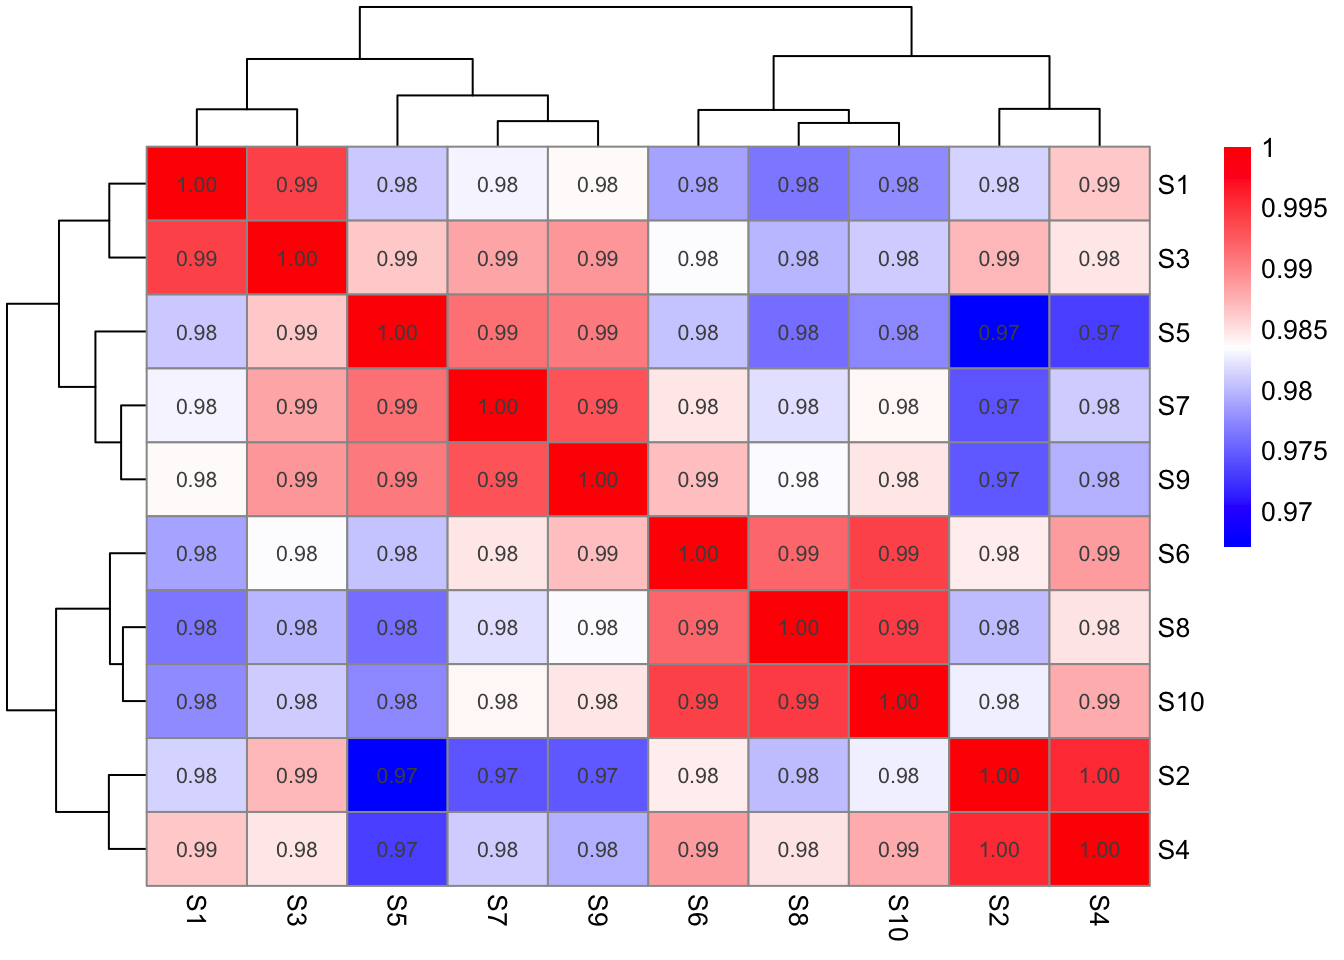 1.00 0.99 0.98 0.98 0.98 0.98 0.98 0.98 0.98 0.99 S1
0.99 1.00 0.99 0.99 0.99 0.98 0.98 0.98 0.99 0.98 S3
0.98 0.99 1.00 0.99 0.99 0.98 0.98 0.98 0.97 0.97 S5
0.98 0.99 0.99 1.00 0.99 0.98 0.98 0.98 0.97 0.98 S7
0.98 0.99 0.99 0.99 1.00 0.99 0.98 0.98 0.97 0.98 S9
0.98 0.98 0.98 0.98 0.99 1.00 0.99 0.99 0.98 0.99 S6
0.98 0.98 0.98 0.98 0.98 0.99 1.00 0.99 0.98 0.98 S8
0.98 0.98 0.98 0.98 0.98 0.99 0.99 1.00 0.98 0.99 S10
0.98 0.99 0.97 0.97 0.97 0.98 0.98 0.98 1.00 1.00 S2
0.99 0.98 0.97 0.98 0.98 0.99 0.98 0.99 1.00 1.00 S4
S1 S3 S5 S7 S9 S6 S8 S10 S2 S4
1
0.995
0.99
0.985
0.98
0.975
0.97